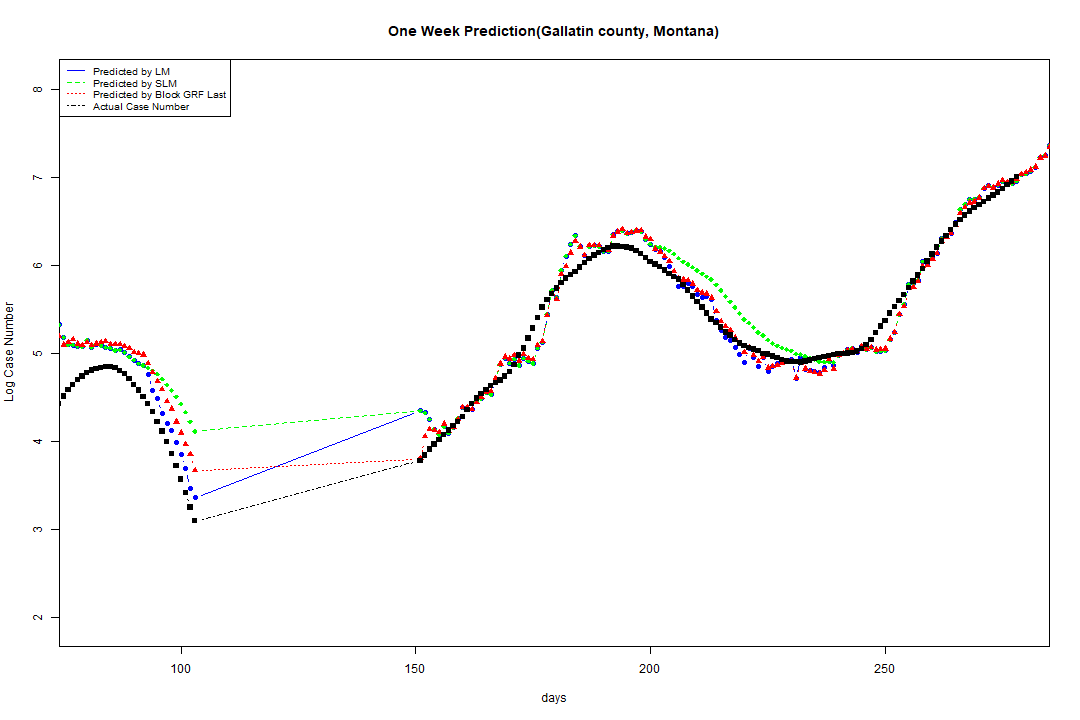 One Week Prediction(Gallatin county, Montana)
Predicted by LM
Predicted by SLM
Predicted by Block GRF Last
Actual Case Number
8
7
6
5
4
3
2
Log Case Number
100 150 200 250
days